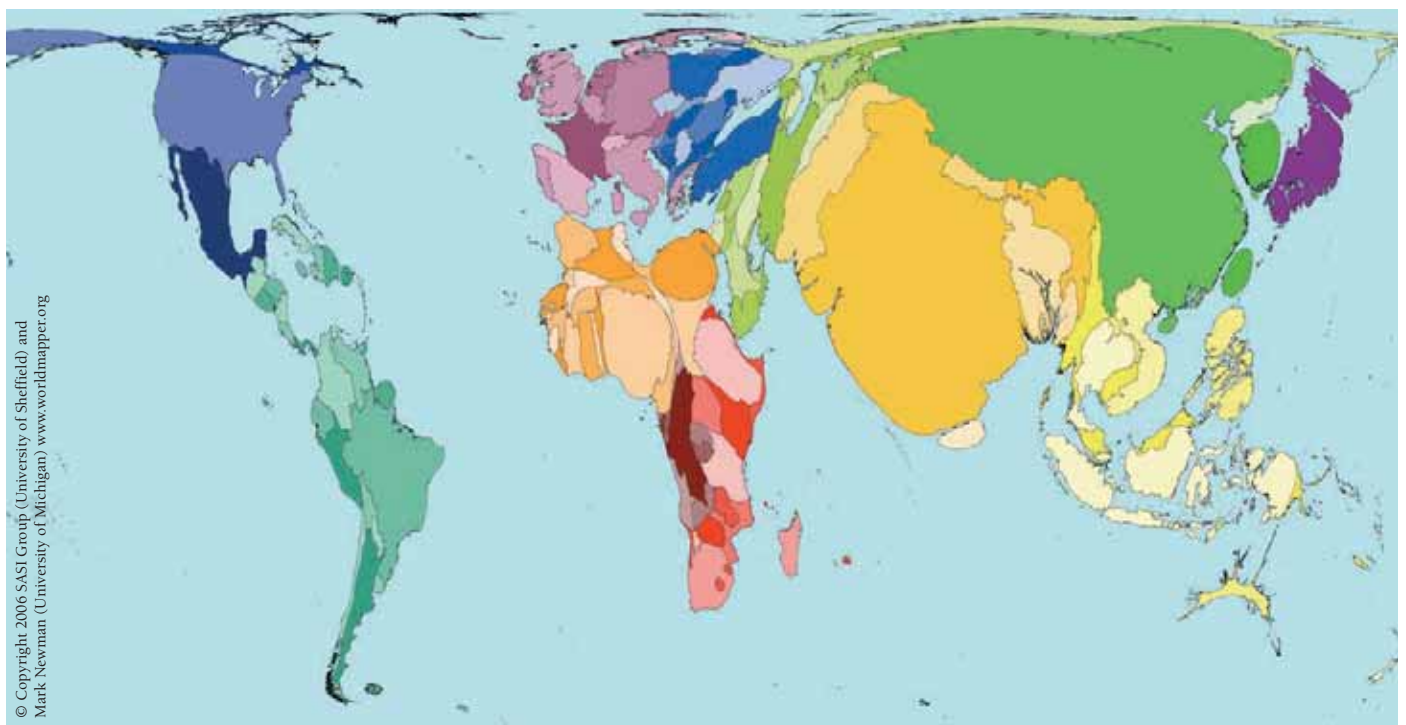 © Copyright 2006 SASI Group (University of Sheffield) and
Mark Newman (University of Michigan) www.worldmapper.org